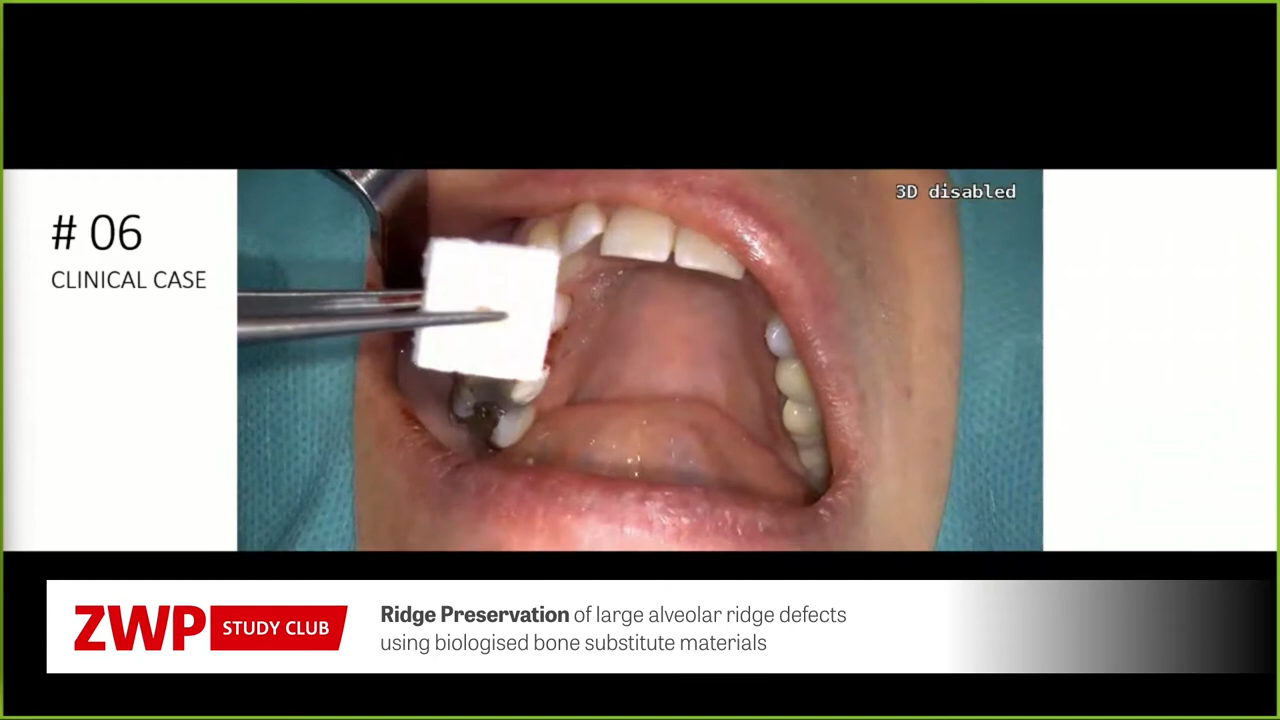 # 06
CLINICAL CASE
3D disabled
ZWP STUDY CLUB
Ridge Preservation of large alveolar ridge defects
using biologised bone substitute materials